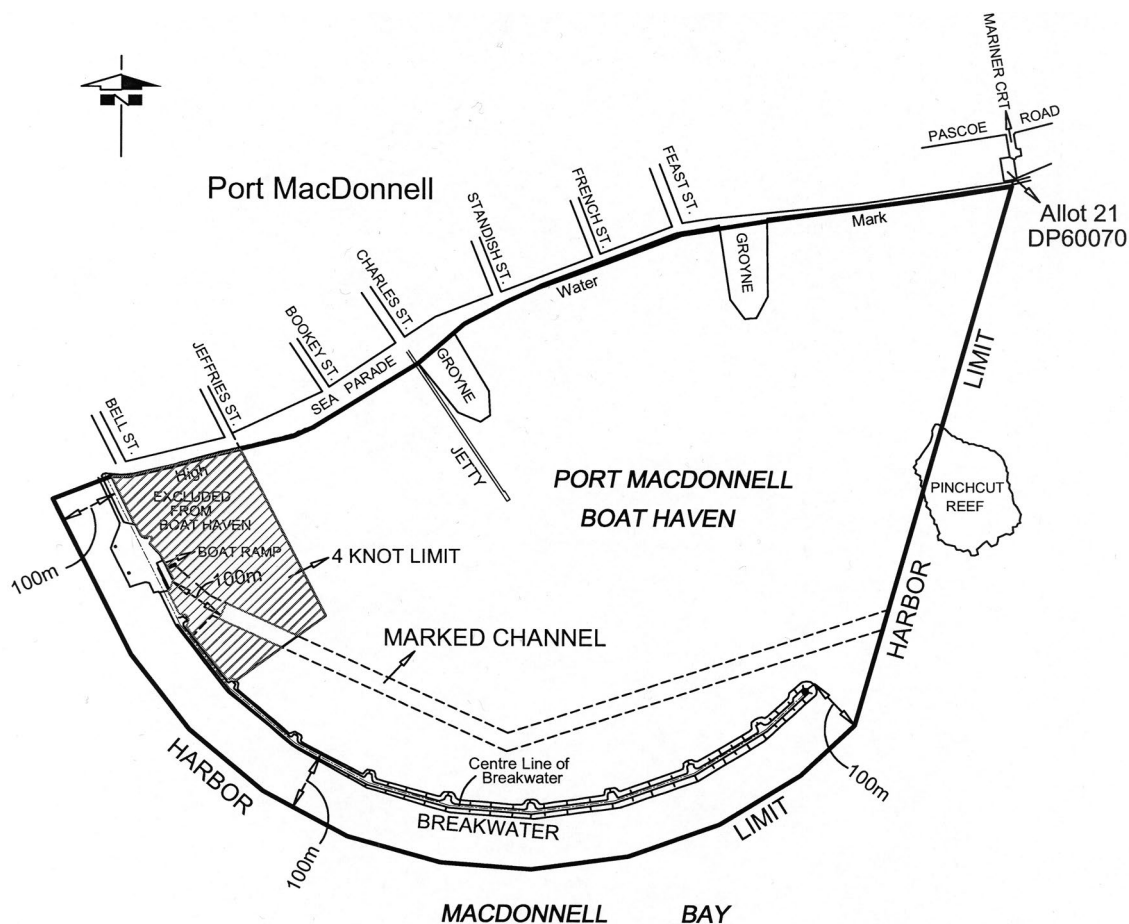 MARINER CRT
PASCOE ROAD
N
Port MacDonnell
FEAST ST.
FRENCH ST.
STANDISH ST.
CHARLES ST.
BOOKEY ST.
JEFFRIES ST.
BELL ST.
Allot 21
DP60070
Mark
Water
High
GROYNE
GROYNE
SEA PARADE
JETTY
LIMIT
HARBOR
PORT MACDONNELL
BOAT HAVEN
PINCHCUT
REEF
EXCLUDED
FROM
BOAT HAVEN
BOAT RAMP
100m
100m
4 KNOT LIMIT
MARKED CHANNEL
Centre Line of
Breakwater
BREAKWATER
HARBOR
LIMIT
100m
100m
MACDONNELL BAY